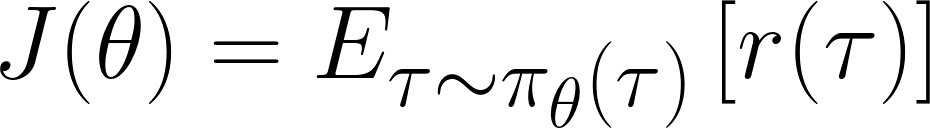 J(θ) = E_{τ∼π_θ(τ)} [r(τ)]